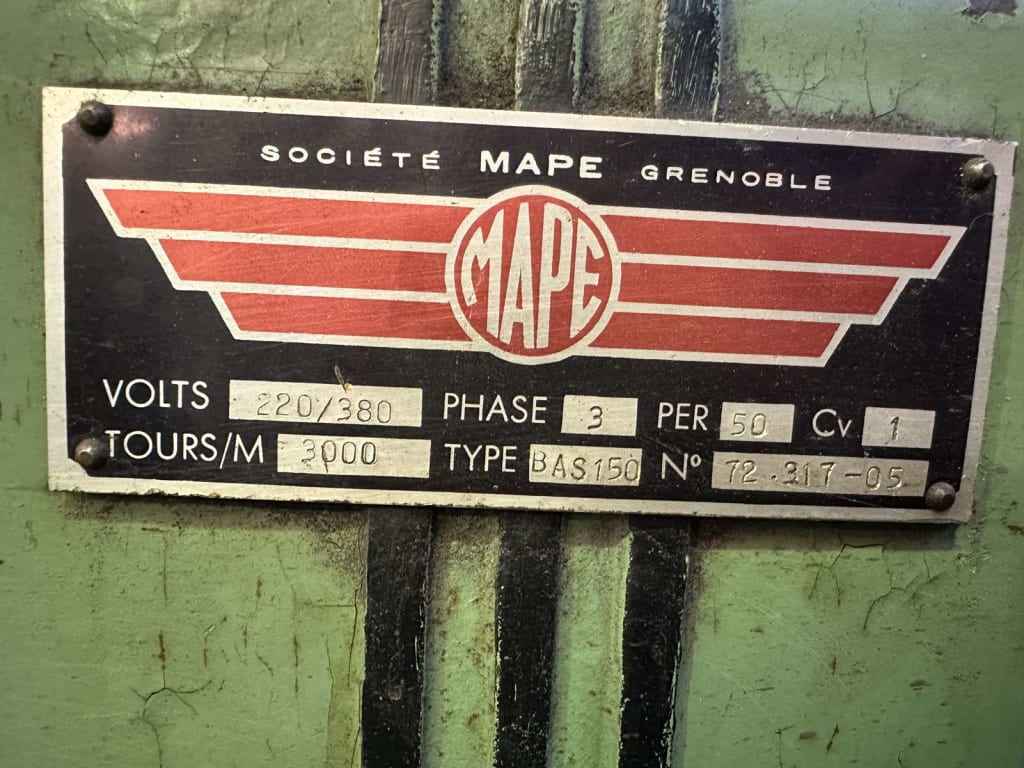 SOCIÉTÉ MAPE GRENOBLE
MAPE
VOLTS 220/380 PHASE 3 PER 50 Cv 1
TOURS/M 3000 TYPE BAS150 Nº 72.317-05